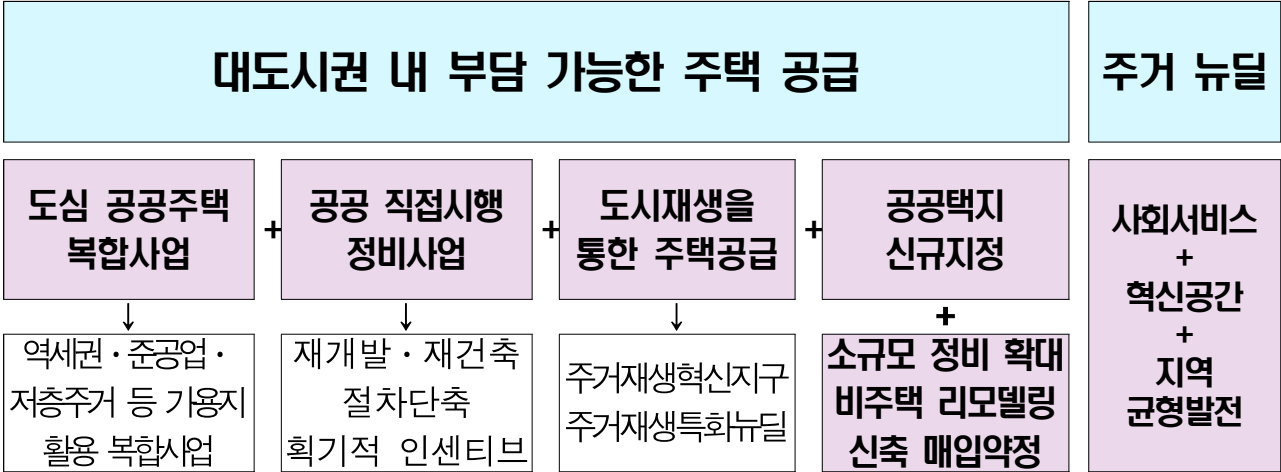 대도시권 내 부담 가능한 주택 공급
주거 뉴딜
도심 공공주택
복합사업
+
공공 직접시행
정비사업
+
도시재생을
통한 주택공급
+
공공택지
신규지정
↓
역세권・준공업・
저층주거 등 가용지
활용 복합사업
↓
재개발・재건축
절차단축
획기적 인센티브
↓
주거재생혁신지구
주거재생특화뉴딜
+
소규모 정비 확대
비주택 리모델링
신축 매입약정
사회서비스
+
혁신공간
+
지역
균형발전